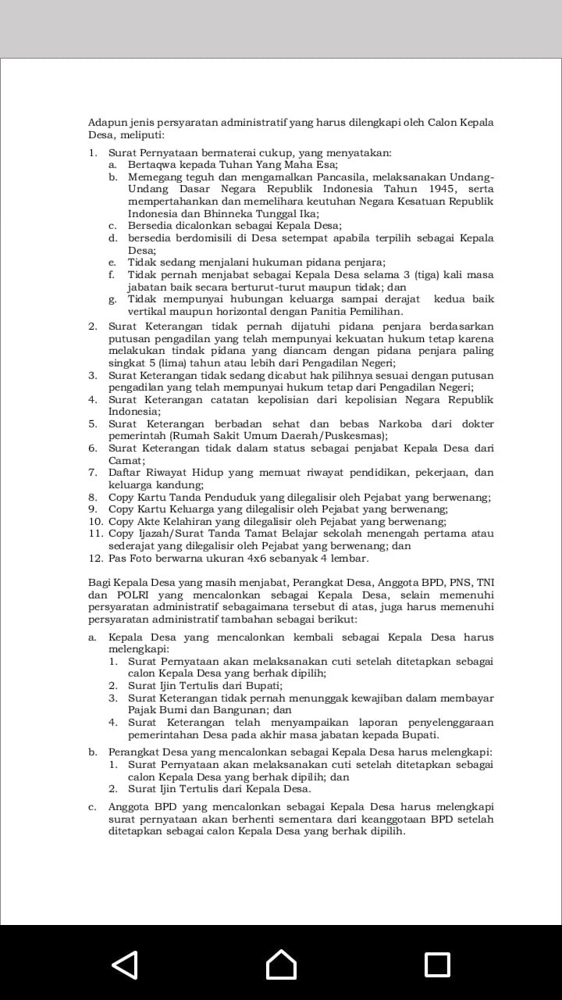 Adapun jenis persyaratan administratif yang harus dilengkapi oleh Calon Kepala
Desa, meliputi:
1. Surat Pernyataan bermaterai cukup, yang menyatakan:
a. Bertaqwa kepada Tuhan Yang Maha Esa;
b. Memegang teguh dan mengamalkan Pancasila, melaksanakan Undang-
Undang Dasar Negara Republik Indonesia Tahun 1945, serta
mempertahankan dan memelihara keutuhan Negara Kesatuan Republik
Indonesia dan Bhinneka Tunggal Ika;
c. Bersedia dicalonkan sebagai Kepala Desa;
d. bersedia berdomisili di Desa setempat apabila terpilih sebagai Kepala
Desa;
e. Tidak sedang menjalani hukuman pidana penjara;
f. Tidak pernah menjabat sebagai Kepala Desa selama 3 (tiga) kali masa
jabatan baik secara berturut-turut maupun tidak; dan
g. Tidak mempunyai hubungan keluarga sampai derajat kedua baik
vertikal maupun horizontal dengan Panitia Pemilihan.
2. Surat Keterangan tidak pernah dijatuhi pidana penjara berdasarkan
putusan pengadilan yang telah mempunyai kekuatan hukum tetap karena
melakukan tindak pidana yang diancam dengan pidana penjara paling
singkat 5 (lima) tahun atau lebih dari Pengadilan Negeri;
3. Surat Keterangan tidak sedang dicabut hak pilihnya sesuai dengan putusan
pengadilan yang telah mempunyai hukum tetap dari Pengadilan Negeri;
4. Surat Keterangan catatan kepolisian dari kepolisian Negara Republik
Indonesia;
5. Surat Keterangan berbadan sehat dan bebas Narkoba dari dokter
pemerintah (Rumah Sakit Umum Daerah/Puskesmas);
6. Surat Keterangan tidak dalam status sebagai penjabat Kepala Desa dari
Camat;
7. Daftar Riwayat Hidup yang memuat riwayat pendidikan, pekerjaan, dan
keluarga kandung;
8. Copy Kartu Tanda Penduduk yang dilegalisir oleh Pejabat yang berwenang;
9. Copy Kartu Keluarga yang dilegalisir oleh Pejabat yang berwenang;
10. Copy Akte Kelahiran yang dilegalisir oleh Pejabat yang berwenang;
11. Copy Ijazah/Surat Tanda Tamat Belajar sekolah menengah pertama atau
sederajat yang dilegalisir oleh Pejabat yang berwenang; dan
12. Pas Foto berwarna ukuran 4x6 sebanyak 4 lembar.
Bagi Kepala Desa yang masih menjabat, Perangkat Desa, Anggota BPD, PNS, TNI
dan POLRI yang mencalonkan sebagai Kepala Desa, selain memenuhi
persyaratan administratif sebagaimana tersebut di atas, juga harus memenuhi
persyaratan administratif tambahan sebagai berikut:
a. Kepala Desa yang mencalonkan kembali sebagai Kepala Desa harus
melengkapi:
1. Surat Pernyataan akan melaksanakan cuti setelah ditetapkan sebagai
calon Kepala Desa yang berhak dipilih;
2. Surat Ijin Tertulis dari Bupati;
3. Surat Keterangan tidak pernah menunggak kewajiban dalam membayar
Pajak Bumi dan Bangunan; dan
4. Surat Keterangan telah menyampaikan laporan penyelenggaraan
pemerintahan Desa pada akhir masa jabatan kepada Bupati.
b. Perangkat Desa yang mencalonkan sebagai Kepala Desa harus melengkapi:
1. Surat Pernyataan akan melaksanakan cuti setelah ditetapkan sebagai
calon Kepala Desa yang berhak dipilih; dan
2. Surat Ijin Tertulis dari Kepala Desa.
c. Anggota BPD yang mencalonkan sebagai Kepala Desa harus melengkapi
surat pernyataan akan berhenti sementara dari keanggotaan BPD setelah
ditetapkan sebagai calon Kepala Desa yang berhak dipilih.